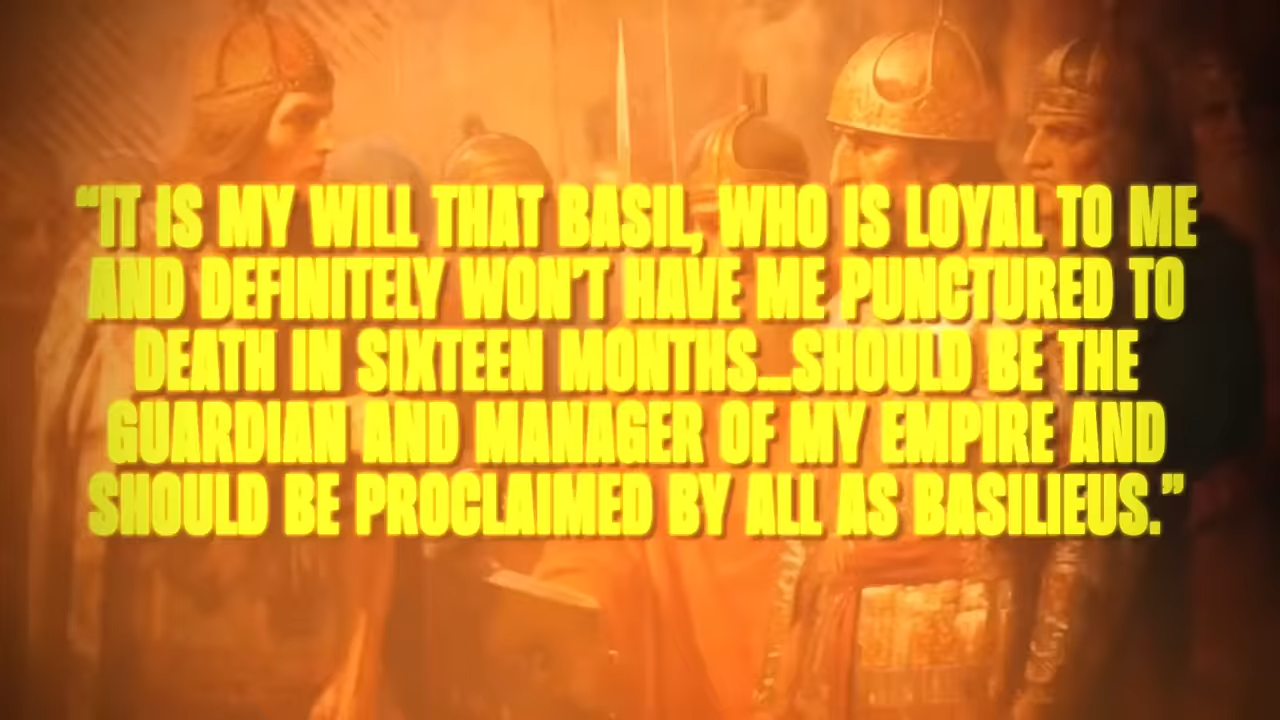 “IT IS MY WILL THAT BASIL, WHO IS LOYAL TO ME
AND DEFINITELY WON'T HAVE ME PUNCTURED TO
DEATH IN SIXTEEN MONTHS...SHOULD BE THE
GUARDIAN AND MANAGER OF MY EMPIRE AND
SHOULD BE PROCLAIMED BY ALL AS BASILIEUS.”